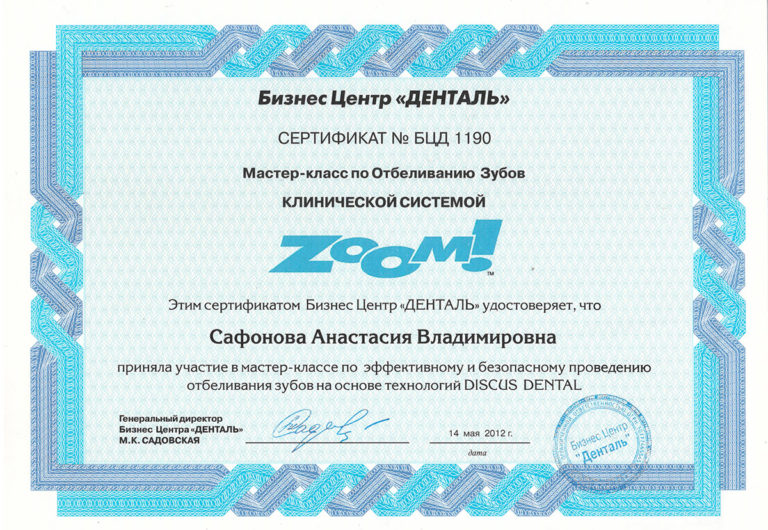 Бизнес Центр «ДЕНТАЛЬ»
СЕРТИФИКАТ № БЦД 1190
Мастер-класс по Отбеливанию Зубов
КЛИНИЧЕСКОЙ СИСТЕМОЙ
ZOOM!™
Этим сертификатом Бизнес Центр «ДЕНТАЛЬ» удостоверяет, что
Сафонова Анастасия Владимировна
приняла участие в мастер-классе по эффективному и безопасному проведению
отбеливания зубов на основе технологий DISCUS DENTAL
Генеральный директор
Бизнес Центра «ДЕНТАЛЬ»
М.К. САДОВСКАЯ
14 мая 2012 г.
дата
Бизнес Центр
"Денталь"